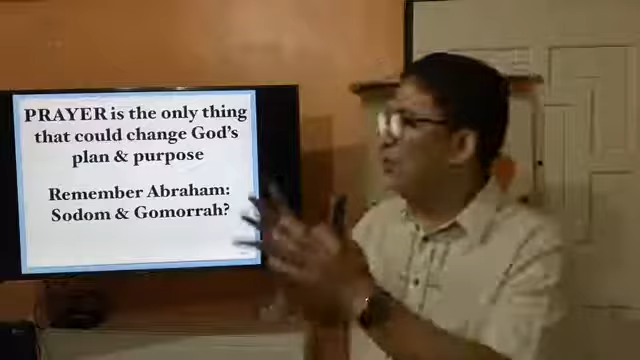 PRAYER is the only thing
that could change God's
plan & purpose
Remember Abraham:
Sodom & Gomorrah?